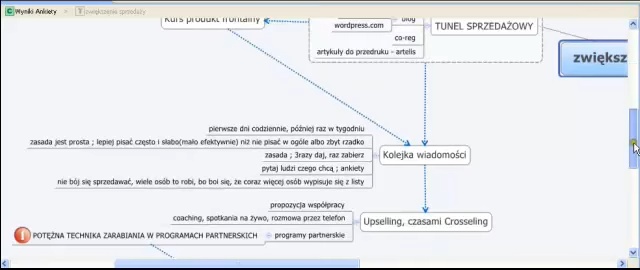 Wyniki Ankiety
zwiększenie sprzedaży
Kurs produkt frontalny
blog
wordpress.com
TUNEL SPRZEDAŻOWY
co-reg
artykuły do przedruku - artelis
zwiększ
pierwsze dni codziennie, później raz w tygodniu
zasada jest prosta ; lepiej pisać często i słabo(mało efektywnie) niż nie pisać w ogóle albo zbyt rzadko
zasada ; 3razy daj, raz zabierz
Kolejka wiadomości
pytaj ludzi czego chcą ; ankiety
nie bój się sprzedawać, wiele osób to robi, bo boi się, że coraz więcej osób wypisuje się z listy
propozycja współpracy
coaching, spotkania na żywo, rozmowa przez telefon
Upselling, czasami Crosseling
POTĘŻNA TECHNIKA ZARABIANIA W PROGRAMACH PARTNERSKICH
programy partnerskie